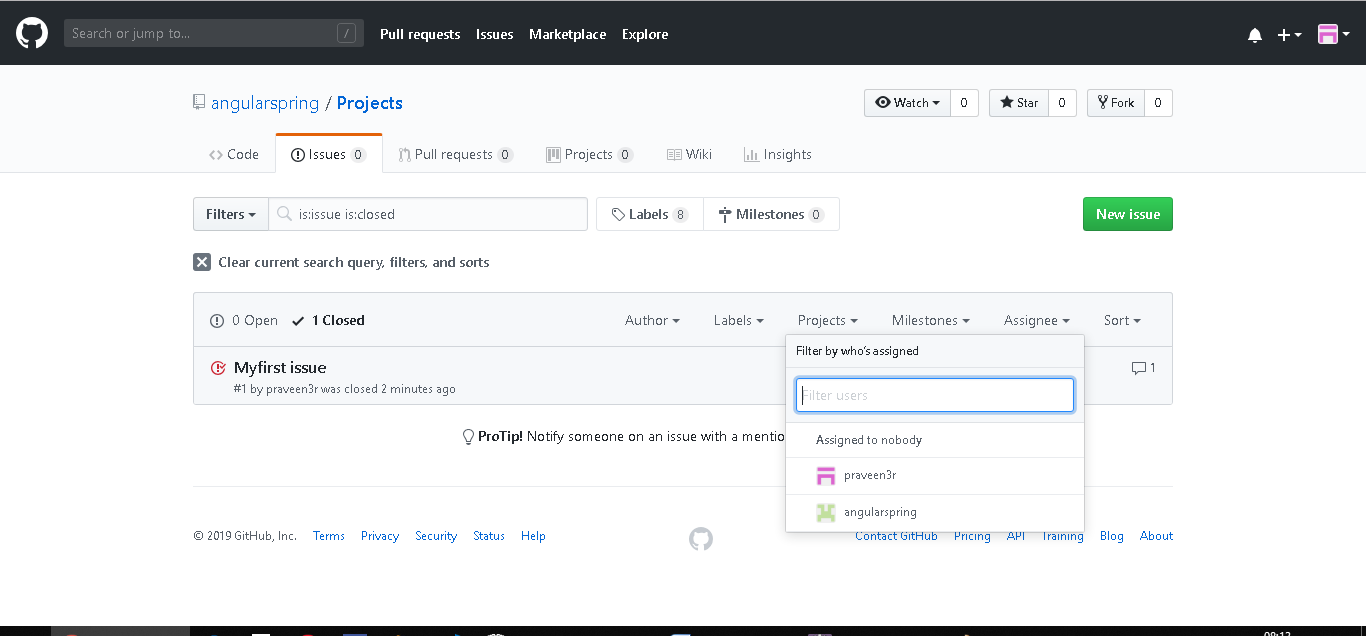 Search or jump to... / Pull requests Issues Marketplace Explore
angularspring / Projects Watch 0 Star 0 Fork 0
Code Issues 0 Pull requests 0 Projects 0 Wiki Insights
Filters is:issue is:closed Labels 8 Milestones 0 New issue
Clear current search query, filters, and sorts
0 Open 1 Closed Author Labels Projects Milestones Assignee Sort
Filter by who's assigned
Myfirst issue 1
#1 by praveen3r was closed 2 minutes ago
Filter users
ProTip! Notify someone on an issue with a mentio
Assigned to nobody
praveen3r
angularspring
© 2019 GitHub, Inc. Terms Privacy Security Status Help Contact GitHub Pricing API Training Blog About